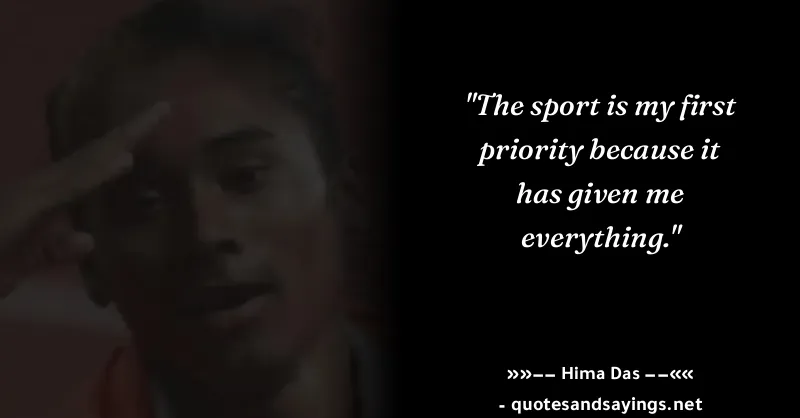 "The sport is my first
priority because it
has given me
everything."
»»–– Hima Das ––««
- quotesandsayings.net